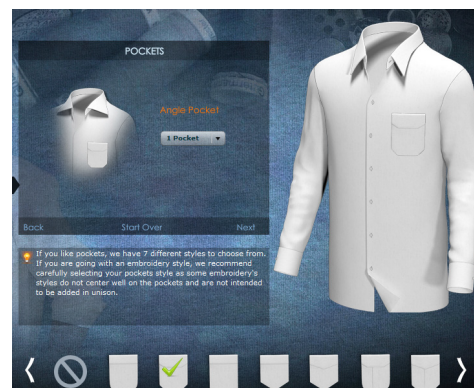 POCKETS
Angle Pocket
1 Pocket
Back Start Over Next
If you like pockets, we have 7 different styles to choose from.
If you are going with an embroidery style, we recommend
carefully selecting your pockets style as some embroidery's
styles do not center well on the pockets and are not intended
to be added in unison.